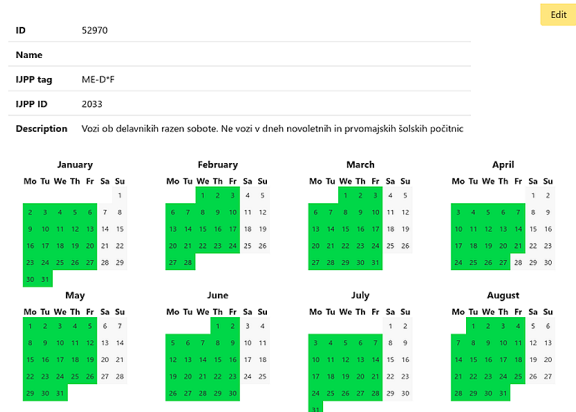 Edit
ID 52970
Name
IJPP tag ME-D*F
IJPP ID 2033
Description Vozi ob delavnikih razen sobote. Ne vozi v dneh novoletnih in prvomajskih šolskih počitnic
January February March April
Mo Tu We Th Fr Sa Su Mo Tu We Th Fr Sa Su Mo Tu We Th Fr Sa Su Mo Tu We Th Fr Sa Su
1 1 2 3 4 5 1 2 3 4 5 1 2
2 3 4 5 6 7 8 6 7 8 9 10 11 12 6 7 8 9 10 11 12 3 4 5 6 7 8 9
9 10 11 12 13 14 15 13 14 15 16 17 18 19 13 14 15 16 17 18 19 10 11 12 13 14 15 16
16 17 18 19 20 21 22 20 21 22 23 24 25 26 20 21 22 23 24 25 26 17 18 19 20 21 22 23
23 24 25 26 27 28 29 27 28 27 28 29 30 31 24 25 26 27 28 29 30
30 31
May June July August
Mo Tu We Th Fr Sa Su Mo Tu We Th Fr Sa Su Mo Tu We Th Fr Sa Su Mo Tu We Th Fr Sa Su
1 2 3 4 5 6 7 1 2 3 4 1 2 1 2 3 4 5 6
8 9 10 11 12 13 14 5 6 7 8 9 10 11 3 4 5 6 7 8 9 7 8 9 10 11 12 13
15 16 17 18 19 20 21 12 13 14 15 16 17 18 10 11 12 13 14 15 16 14 15 16 17 18 19 20
22 23 24 25 26 27 28 19 20 21 22 23 24 25 17 18 19 20 21 22 23 21 22 23 24 25 26 27
29 30 31 26 27 28 29 30 24 25 26 27 28 29 30 28 29 30 31
31